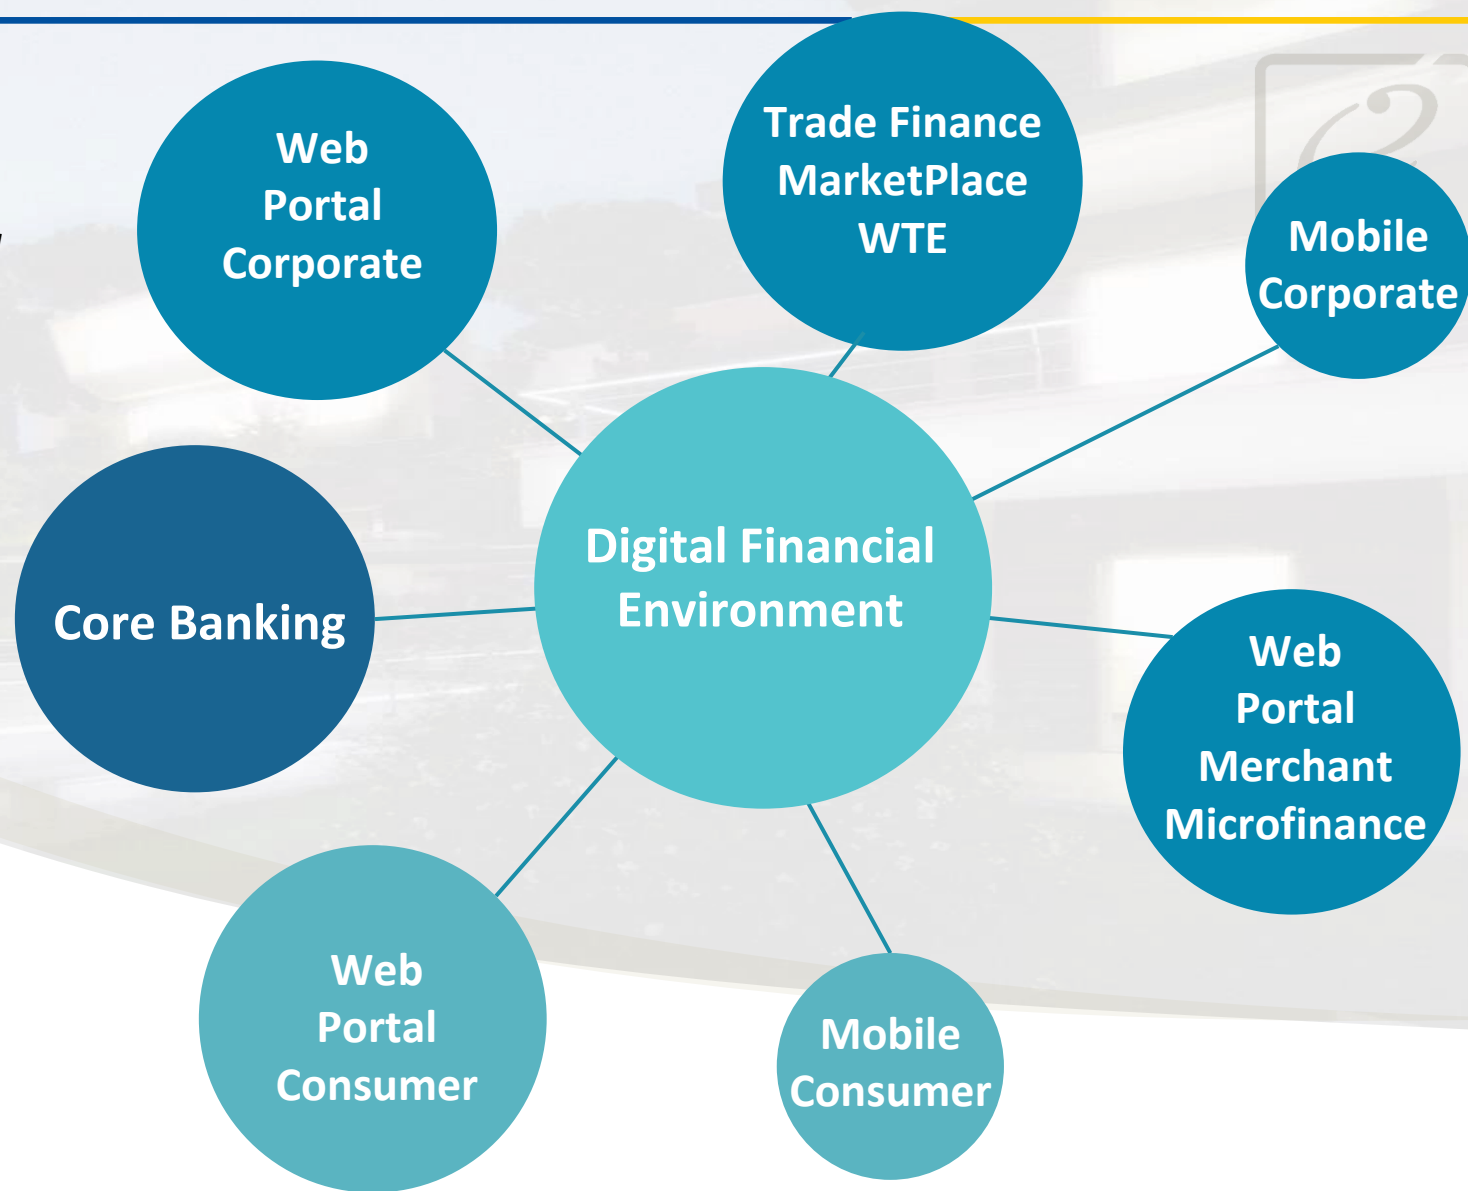 Web
Portal
Corporate
Trade Finance
MarketPlace
WTE
Mobile
Corporate
Core Banking
Digital Financial
Environment
Web
Portal
Merchant
Microfinance
Web
Portal
Consumer
Mobile
Consumer